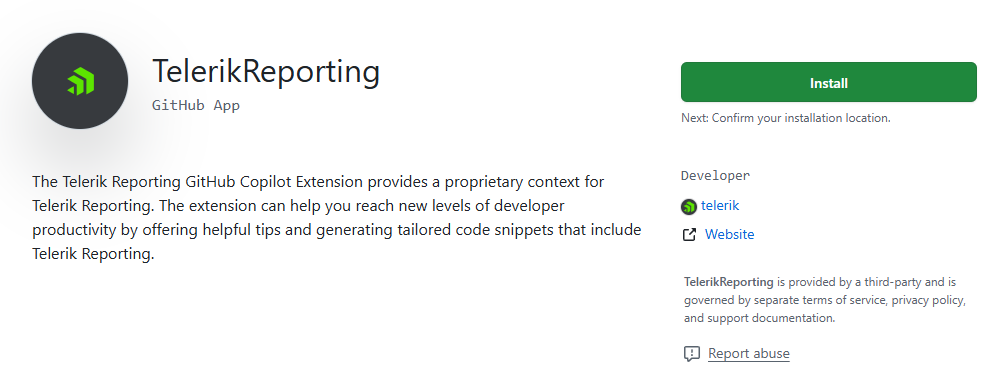 TelerikReporting
GitHub App
The Telerik Reporting GitHub Copilot Extension provides a proprietary context for
Telerik Reporting. The extension can help you reach new levels of developer
productivity by offering helpful tips and generating tailored code snippets that include
Telerik Reporting.
Install
Next: Confirm your installation location.
Developer
telerik
Website
TelerikReporting is provided by a third-party and is
governed by separate terms of service, privacy policy,
and support documentation.
Report abuse